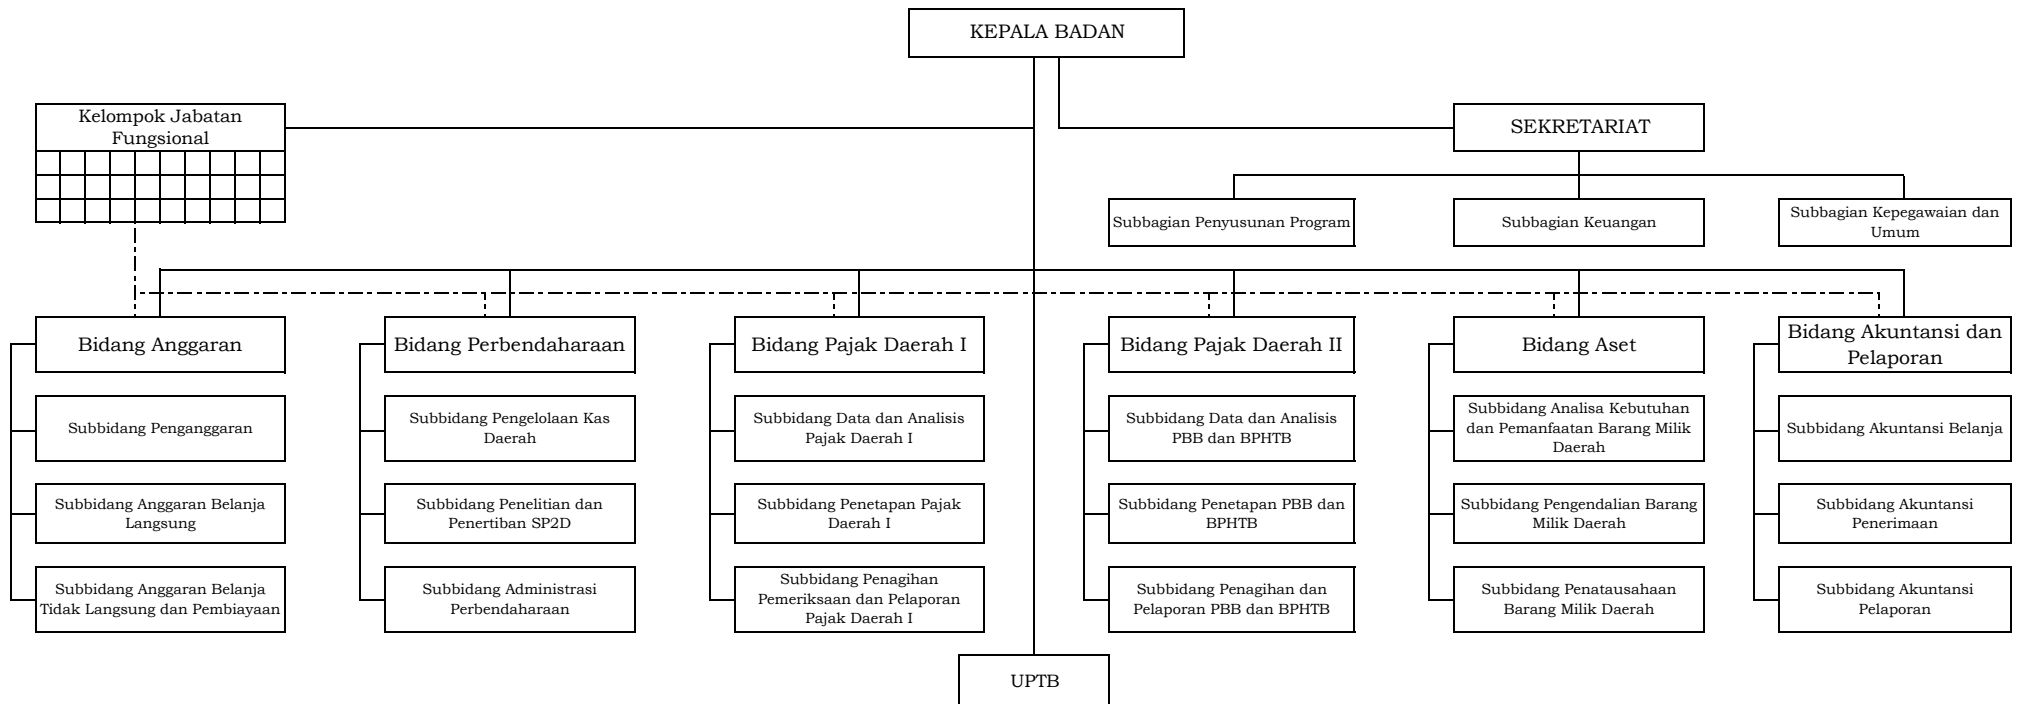 KEPALA BADAN
Kelompok Jabatan
Fungsional
SEKRETARIAT
Subbagian Penyusunan Program
Subbagian Keuangan
Subbagian Kepegawaian dan
Umum
Bidang Anggaran
Bidang Perbendaharaan
Bidang Pajak Daerah I
Bidang Pajak Daerah II
Bidang Aset
Bidang Akuntansi dan
Pelaporan
Subbidang Penganggaran
Subbidang Pengelolaan Kas
Daerah
Subbidang Data dan Analisis
Pajak Daerah I
Subbidang Data dan Analisis
PBB dan BPHTB
Subbidang Analisa Kebutuhan
dan Pemanfaatan Barang Milik
Daerah
Subbidang Akuntansi Belanja
Subbidang Anggaran Belanja
Langsung
Subbidang Penelitian dan
Penertiban SP2D
Subbidang Penetapan Pajak
Daerah I
Subbidang Penetapan PBB dan
BPHTB
Subbidang Pengendalian Barang
Milik Daerah
Subbidang Akuntansi
Penerimaan
Subbidang Anggaran Belanja
Tidak Langsung dan Pembiayaan
Subbidang Administrasi
Perbendaharaan
Subbidang Penagihan
Pemeriksaan dan Pelaporan
Pajak Daerah I
Subbidang Penagihan dan
Pelaporan PBB dan BPHTB
Subbidang Penatausahaan
Barang Milik Daerah
Subbidang Akuntansi
Pelaporan
UPTB